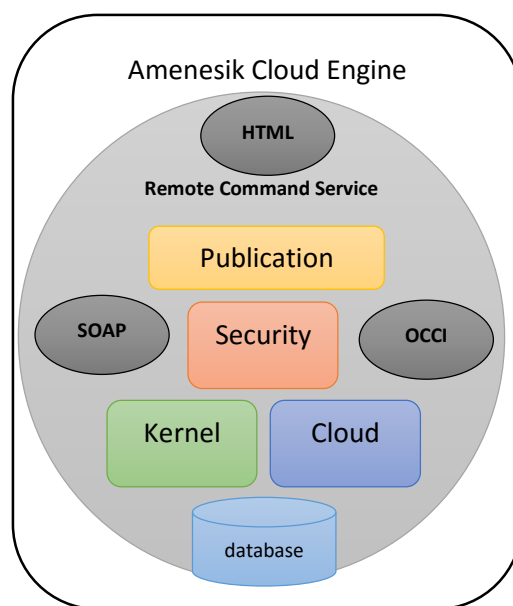 Amenesik Cloud Engine
HTML
Remote Command Service
Publication
SOAP
Security
OCCI
Kernel
Cloud
database